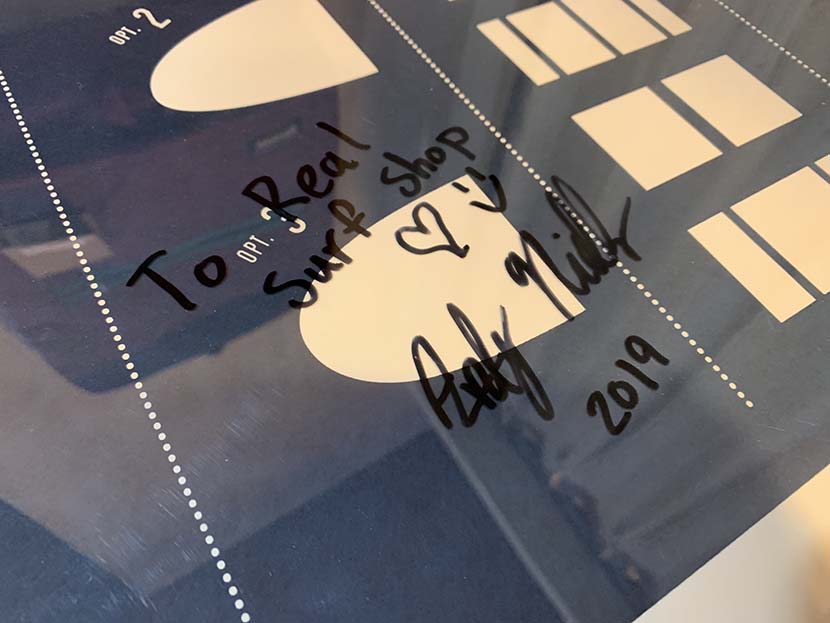 OPT. 2
OPT. 3
To Real
Surf Shop
2019